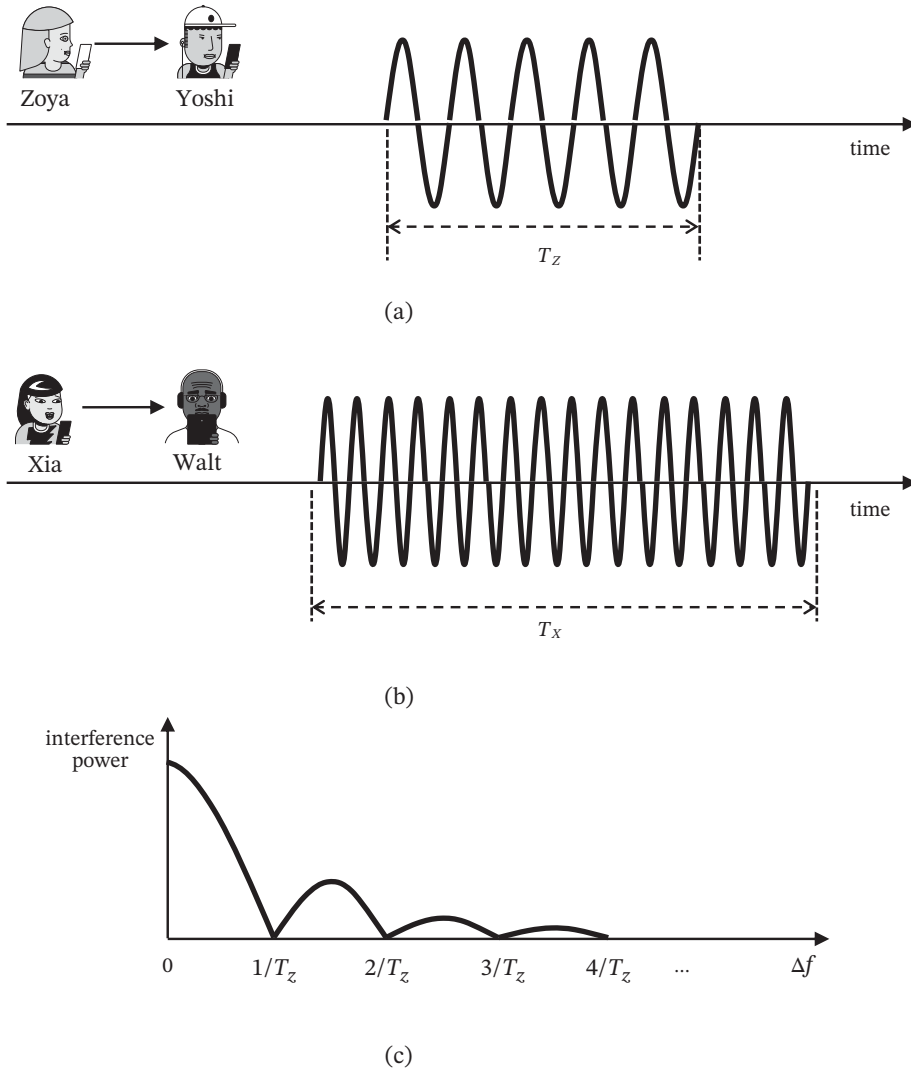 Zoya
Yoshi
time
T_Z
(a)
Xia
Walt
time
T_X
(b)
interference
power
0 1/T_z 2/T_z 3/T_z 4/T_z ... Δf
(c)